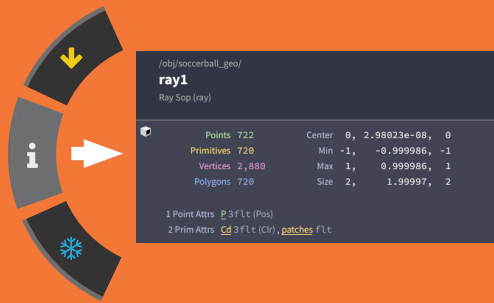 /obj/soccerball_geo/
ray1
Ray Sop (ray)
Points 722 Center 0, 2.98023e-08, 0
Primitives 720 Min -1, -0.999986, -1
Vertices 2,880 Max 1, 0.999986, 1
Polygons 720 Size 2, 1.99997, 2
1 Point Attrs P 3flt (Pos)
2 Prim Attrs Cd 3flt (Clr), patches flt